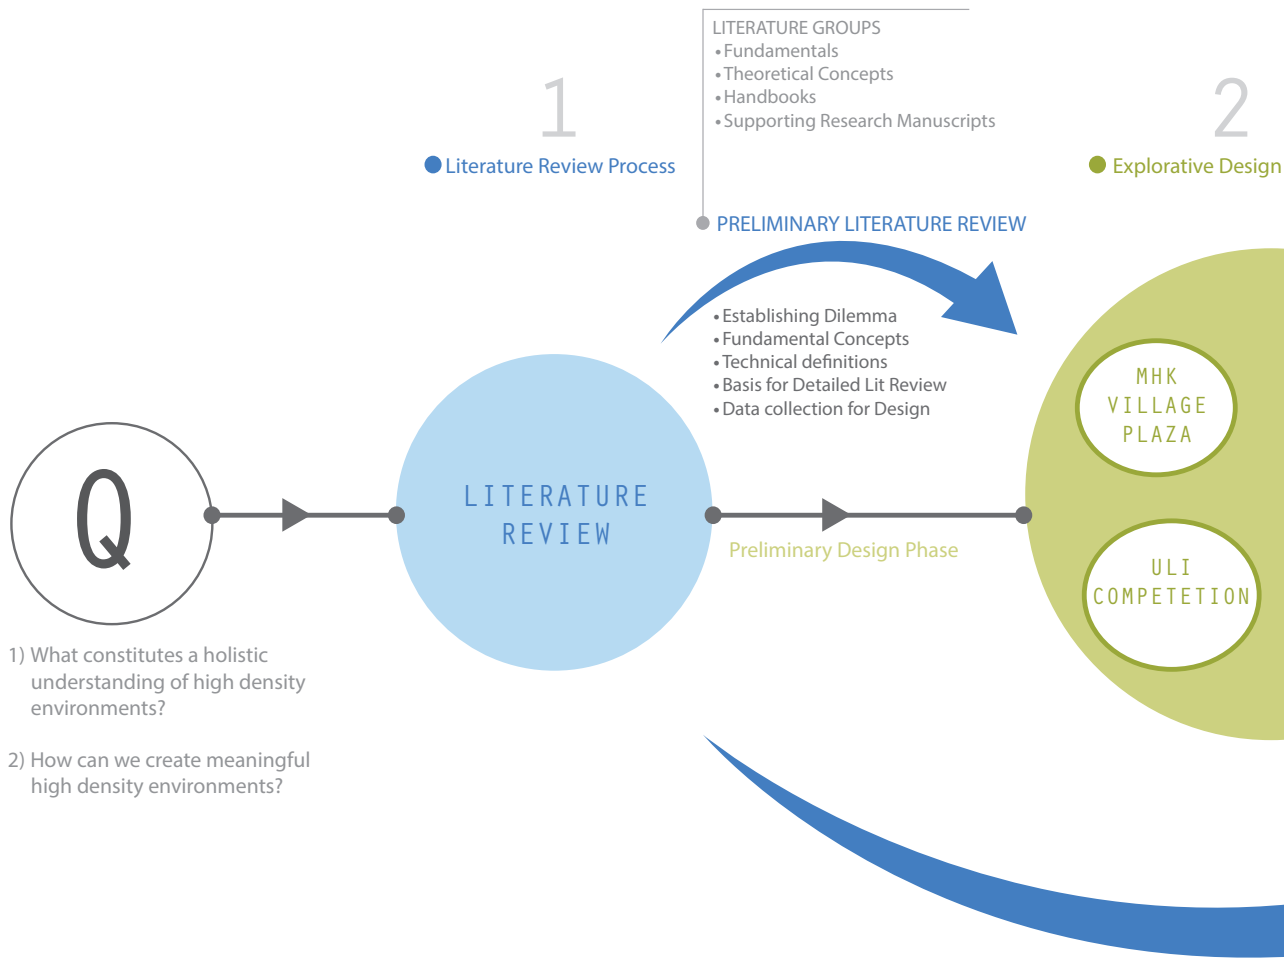 LITERATURE GROUPS
•Fundamentals
•Theoretical Concepts
•Handbooks
•Supporting Research Manuscripts
1
Literature Review Process
2
Explorative Design
PRELIMINARY LITERATURE REVIEW
•Establishing Dilemma
•Fundamental Concepts
•Technical definitions
•Basis for Detailed Lit Review
•Data collection for Design
MHK
VILLAGE
PLAZA
Q
LITERATURE
REVIEW
Preliminary Design Phase
ULI
COMPETETION
1) What constitutes a holistic
understanding of high density
environments?
2) How can we create meaningful
high density environments?